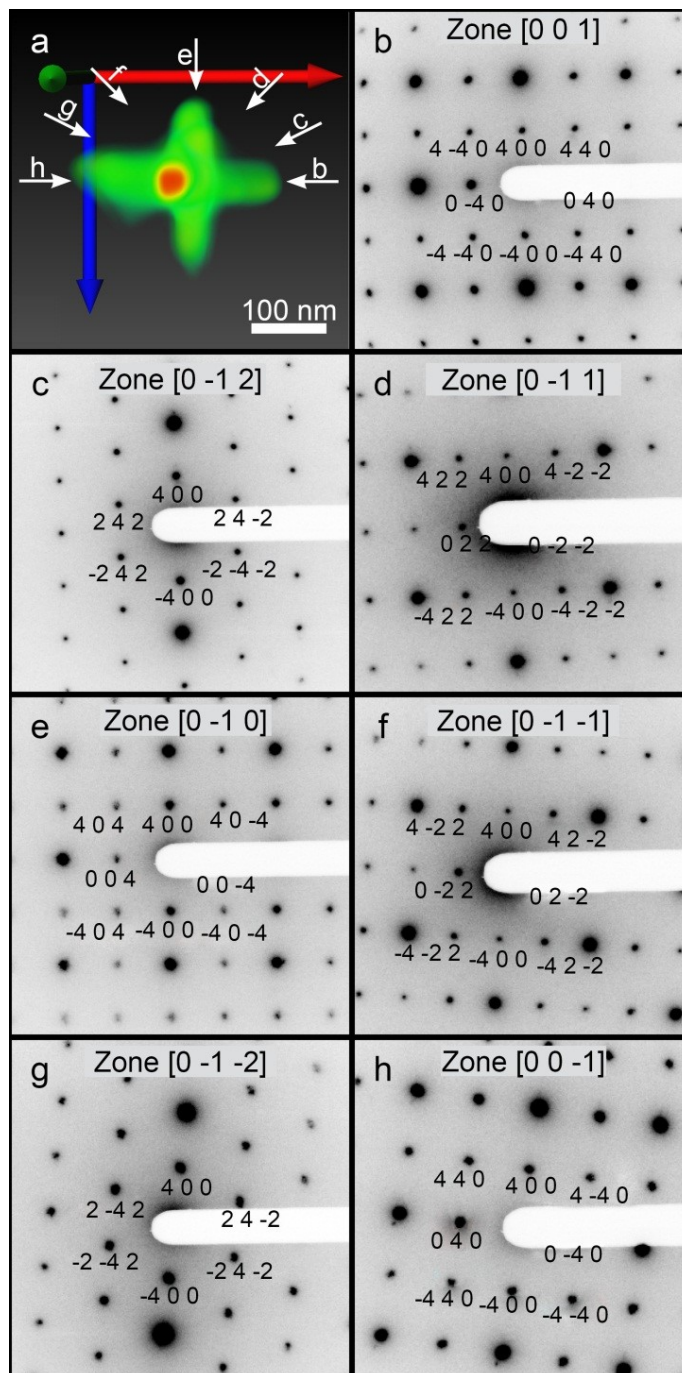 a
f
e
d
g
c
h
b
100 nm
b
Zone [0 0 1]
4 -4 0 4 0 0 4 4 0
0 -4 0
0 4 0
-4 -4 0 -4 0 0 -4 4 0
c
Zone [0 -1 2]
4 0 0
2 4 2
2 4 -2
-2 4 2
-2 -4 -2
-4 0 0
d
Zone [0 -1 1]
4 2 2
4 0 0
4 -2 -2
0 2 2
0 -2 -2
-4 2 2
-4 0 0
-4 -2 -2
e
Zone [0 -1 0]
4 0 4
4 0 0
4 0 -4
0 0 4
0 0 -4
-4 0 4
-4 0 0
-4 0 -4
f
Zone [0 -1 -1]
4 -2 2
4 0 0
4 2 -2
0 -2 2
0 2 -2
-4 -2 2
-4 0 0
-4 2 -2
g
Zone [0 -1 -2]
4 0 0
2 -4 2
2 4 -2
-2 -4 2
-2 4 -2
-4 0 0
h
Zone [0 0 -1]
4 4 0
4 0 0
4 -4 0
0 4 0
0 -4 0
-4 4 0
-4 0 0
-4 -4 0